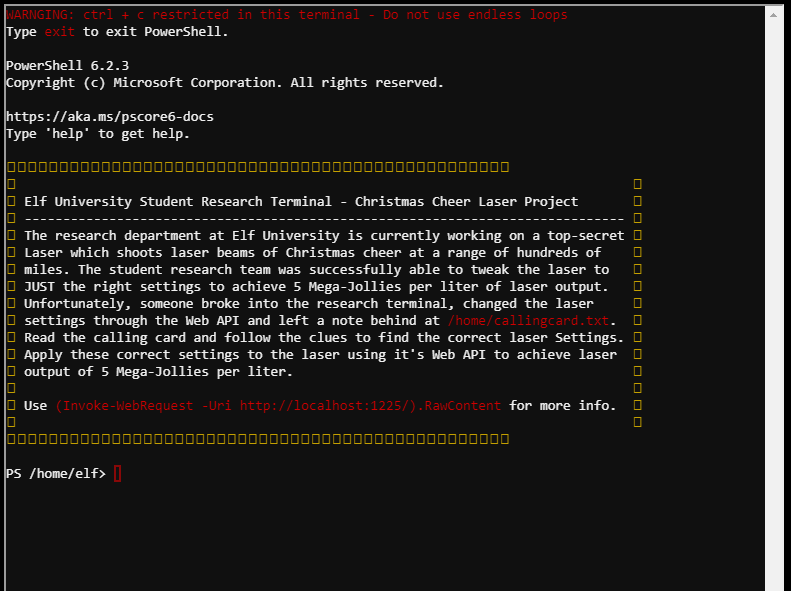 WARNGING: ctrl + c restricted in this terminal - Do not use endless loops
Type exit to exit PowerShell.
PowerShell 6.2.3
Copyright (c) Microsoft Corporation. All rights reserved.
https://aka.ms/pscore6-docs
Type 'help' to get help.
Elf University Student Research Terminal - Christmas Cheer Laser Project
------------------------------------------------------------------------------
The research department at Elf University is currently working on a top-secret
Laser which shoots laser beams of Christmas cheer at a range of hundreds of
miles. The student research team was successfully able to tweak the laser to
JUST the right settings to achieve 5 Mega-Jollies per liter of laser output.
Unfortunately, someone broke into the research terminal, changed the laser
settings through the Web API and left a note behind at /home/callingcard.txt.
Read the calling card and follow the clues to find the correct laser Settings.
Apply these correct settings to the laser using it's Web API to achieve laser
output of 5 Mega-Jollies per liter.
Use (Invoke-WebRequest -Uri http://localhost:1225/).RawContent for more info.
PS /home/elf>